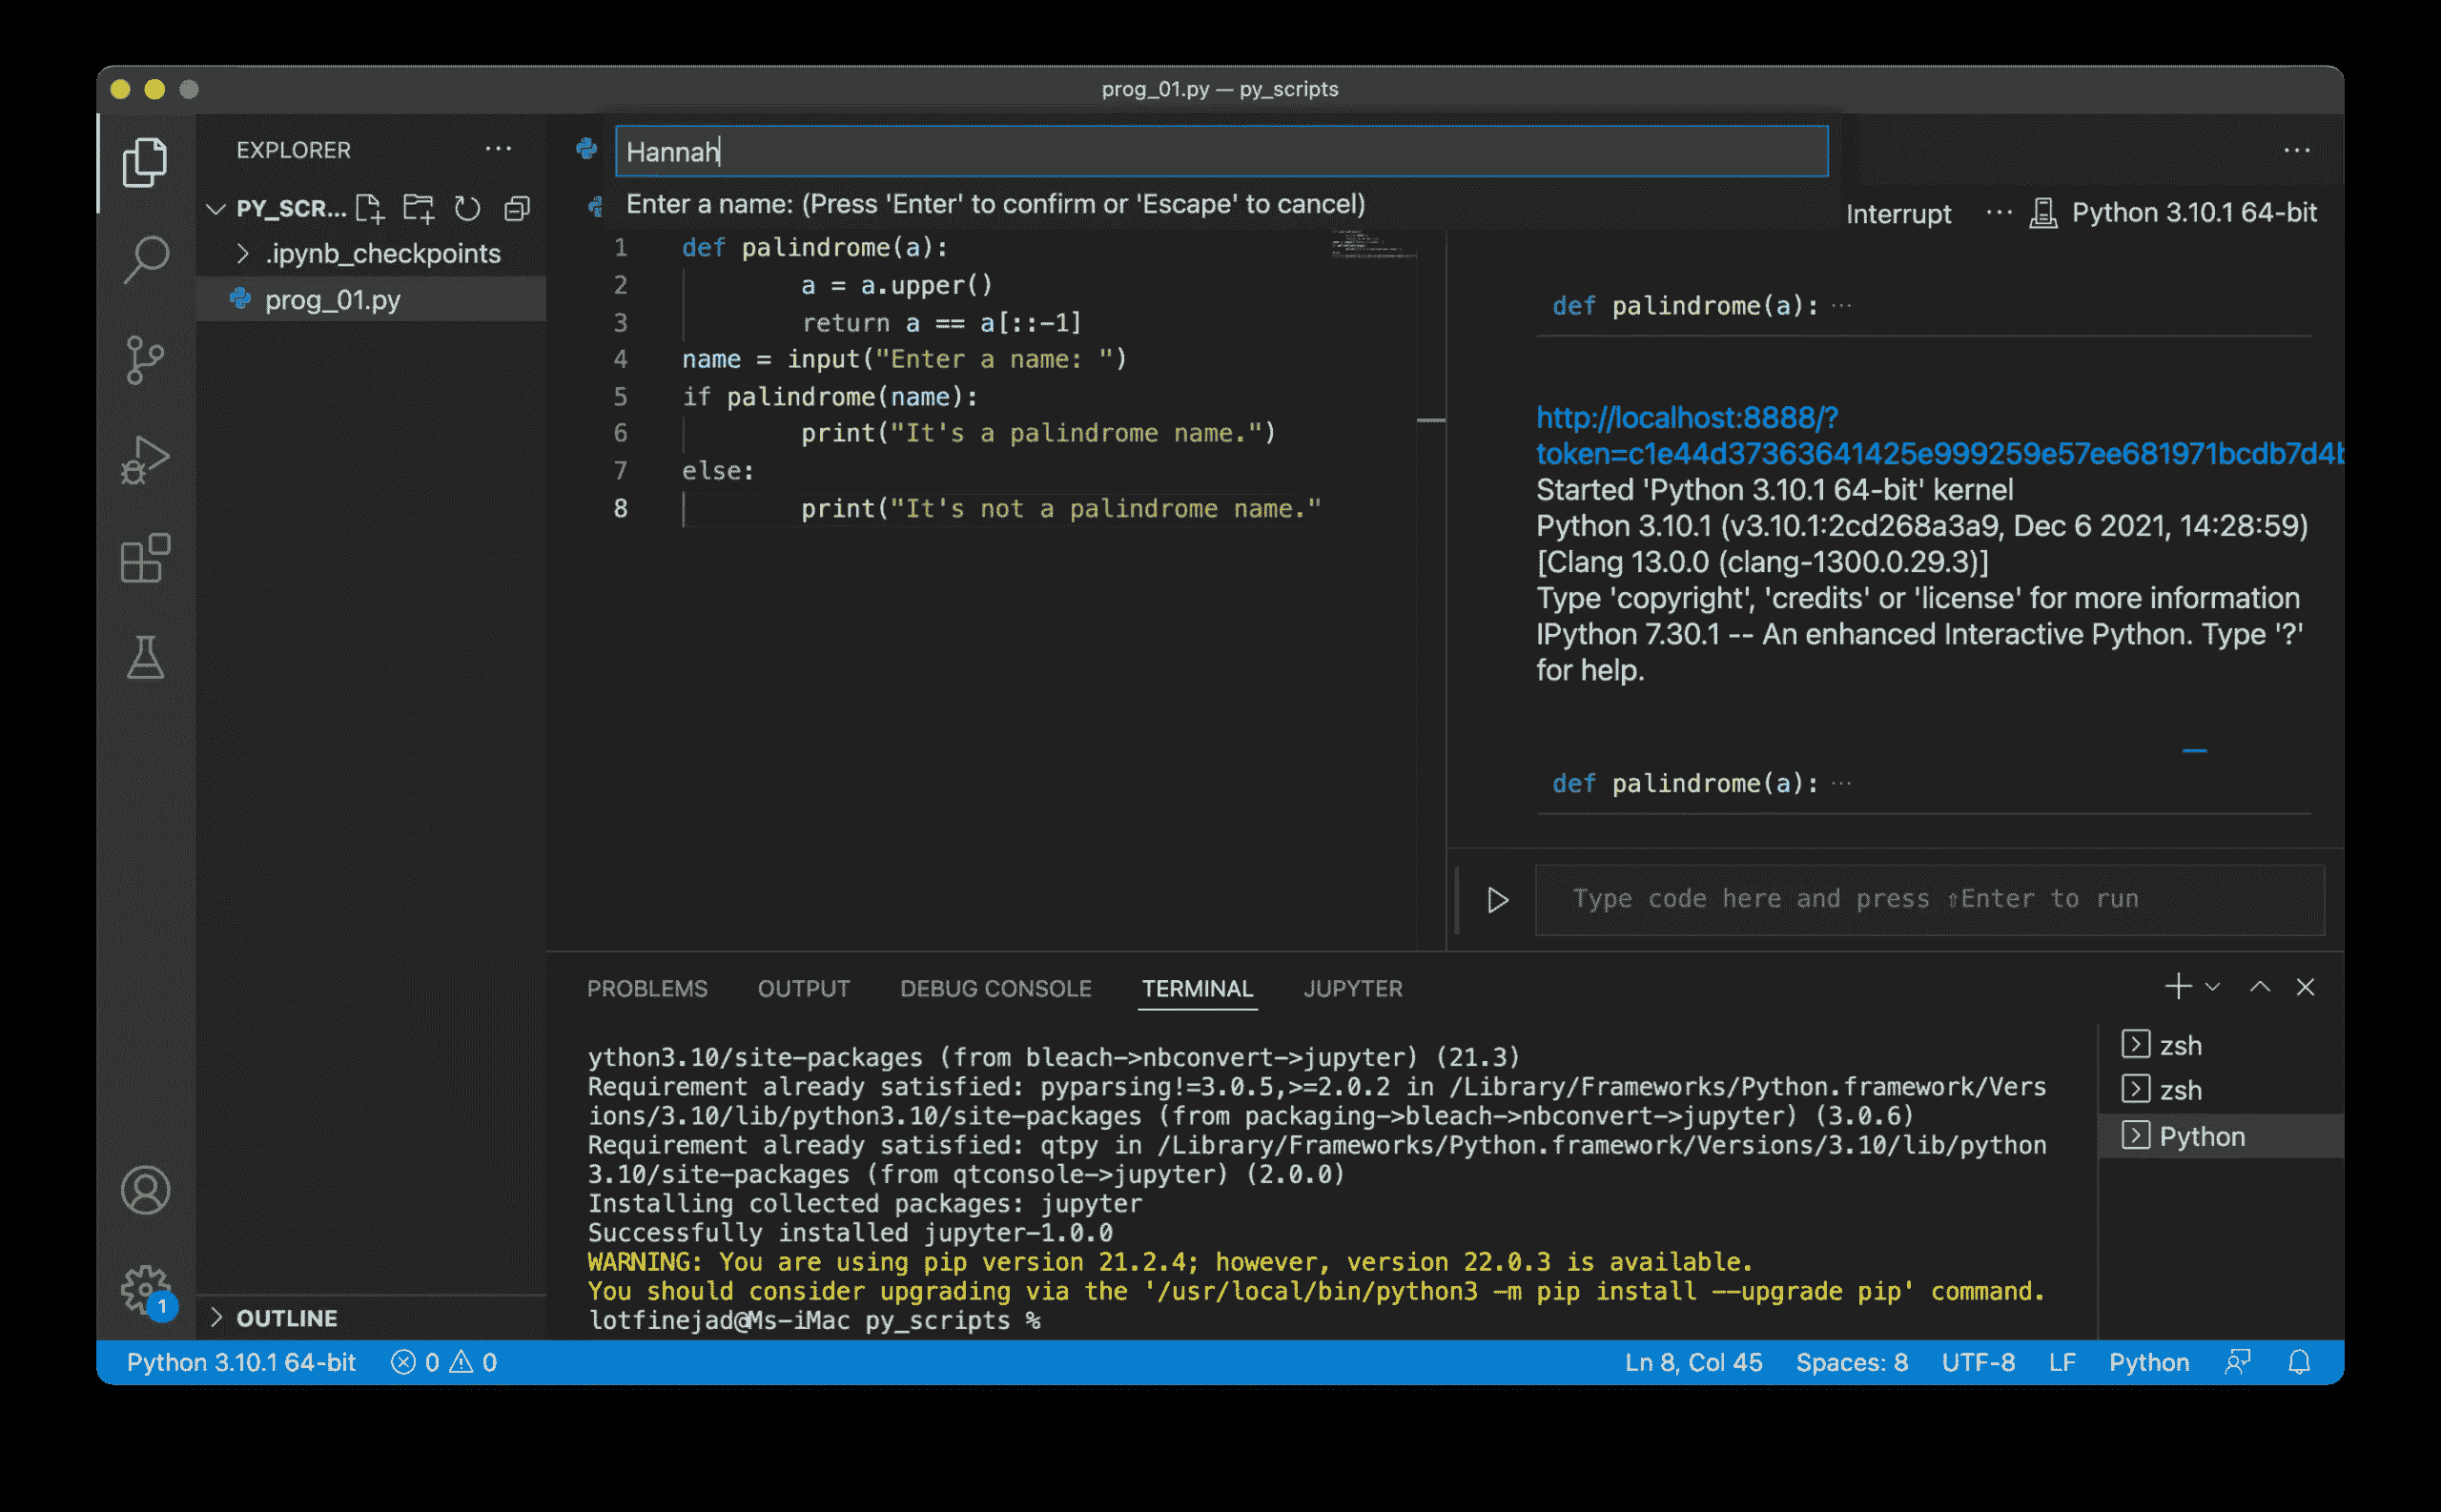 prog_01.py — py_scripts
EXPLORER
PY_SCR...
.ipynb_checkpoints
prog_01.py
OUTLINE
Hannah
Enter a name: (Press 'Enter' to confirm or 'Escape' to cancel)
Interrupt ··· Python 3.10.1 64-bit
1 def palindrome(a):
2 a = a.upper()
3 return a == a[::-1]
4 name = input("Enter a name: ")
5 if palindrome(name):
6 print("It's a palindrome name.")
7 else:
8 print("It's not a palindrome name."
def palindrome(a): ···
http://localhost:8888/?
token=c1e44d37363641425e999259e57ee681971bcdb7d4b
Started 'Python 3.10.1 64-bit' kernel
Python 3.10.1 (v3.10.1:2cd268a3a9, Dec 6 2021, 14:28:59)
[Clang 13.0.0 (clang-1300.0.29.3)]
Type 'copyright', 'credits' or 'license' for more information
IPython 7.30.1 -- An enhanced Interactive Python. Type '?'
for help.
def palindrome(a): ···
Type code here and press ⇧Enter to run
PROBLEMS OUTPUT DEBUG CONSOLE TERMINAL JUPYTER
ython3.10/site-packages (from bleach->nbconvert->jupyter) (21.3)
Requirement already satisfied: pyparsing!=3.0.5,>=2.0.2 in /Library/Frameworks/Python.framework/Vers
ions/3.10/lib/python3.10/site-packages (from packaging->bleach->nbconvert->jupyter) (3.0.6)
Requirement already satisfied: qtpy in /Library/Frameworks/Python.framework/Versions/3.10/lib/python
3.10/site-packages (from qtconsole->jupyter) (2.0.0)
Installing collected packages: jupyter
Successfully installed jupyter-1.0.0
WARNING: You are using pip version 21.2.4; however, version 22.0.3 is available.
You should consider upgrading via the '/usr/local/bin/python3 -m pip install --upgrade pip' command.
lotfinejad@Ms-iMac py_scripts %
zsh
zsh
Python
1
Python 3.10.1 64-bit 0 0 Ln 8, Col 45 Spaces: 8 UTF-8 LF Python